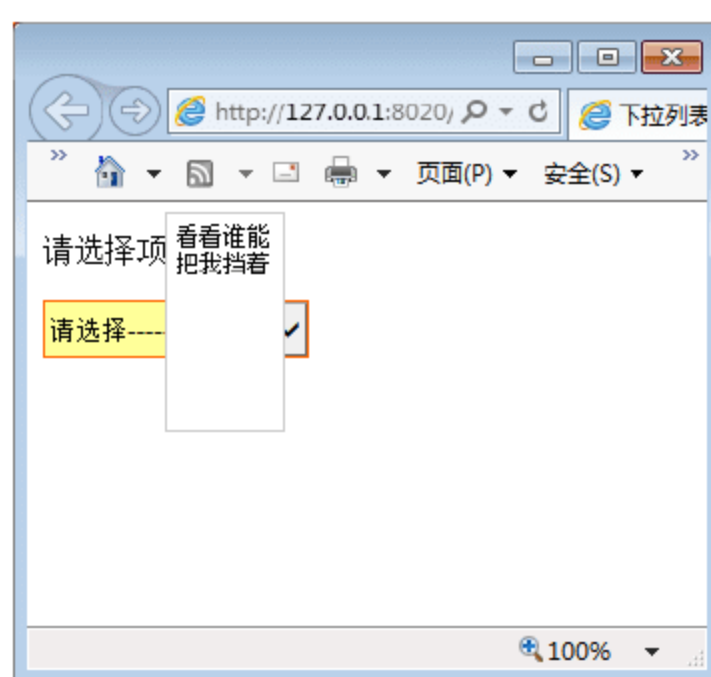 http://127.0.0.1:8020/
下拉列表
页面(P)
安全(S)
请选择项
看看谁能
把我挡着
请选择-----
100%